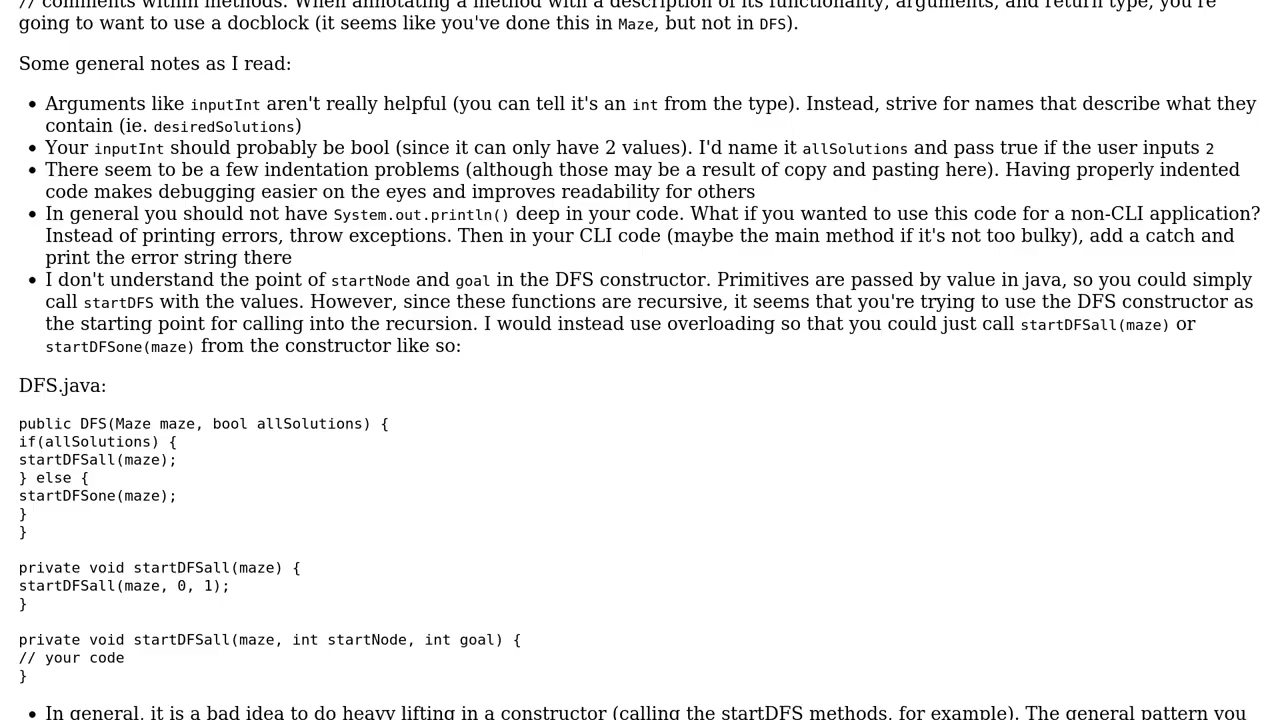 // comments within methods. When annotating a method with a description of its functionality, arguments, and return type, you're
going to want to use a docblock (it seems like you've done this in Maze, but not in DFS).
Some general notes as I read:
• Arguments like inputInt aren't really helpful (you can tell it's an int from the type). Instead, strive for names that describe what they
contain (ie. desiredSolutions)
• Your inputInt should probably be bool (since it can only have 2 values). I'd name it allSolutions and pass true if the user inputs 2
• There seem to be a few indentation problems (although those may be a result of copy and pasting here). Having properly indented
code makes debugging easier on the eyes and improves readability for others
• In general you should not have System.out.println() deep in your code. What if you wanted to use this code for a non-CLI application?
Instead of printing errors, throw exceptions. Then in your CLI code (maybe the main method if it's not too bulky), add a catch and
print the error string there
• I don't understand the point of startNode and goal in the DFS constructor. Primitives are passed by value in java, so you could simply
call startDFS with the values. However, since these functions are recursive, it seems that you're trying to use the DFS constructor as
the starting point for calling into the recursion. I would instead use overloading so that you could just call startDFSall(maze) or
startDFSone(maze) from the constructor like so:
DFS.java:
public DFS(Maze maze, bool allSolutions) {
if(allSolutions) {
startDFSall(maze);
} else {
startDFSone(maze);
}
}
private void startDFSall(maze) {
startDFSall(maze, 0, 1);
}
private void startDFSall(maze, int startNode, int goal) {
// your code
}
• In general, it is a bad idea to do heavy lifting in a constructor (calling the startDFS methods, for example). The general pattern you